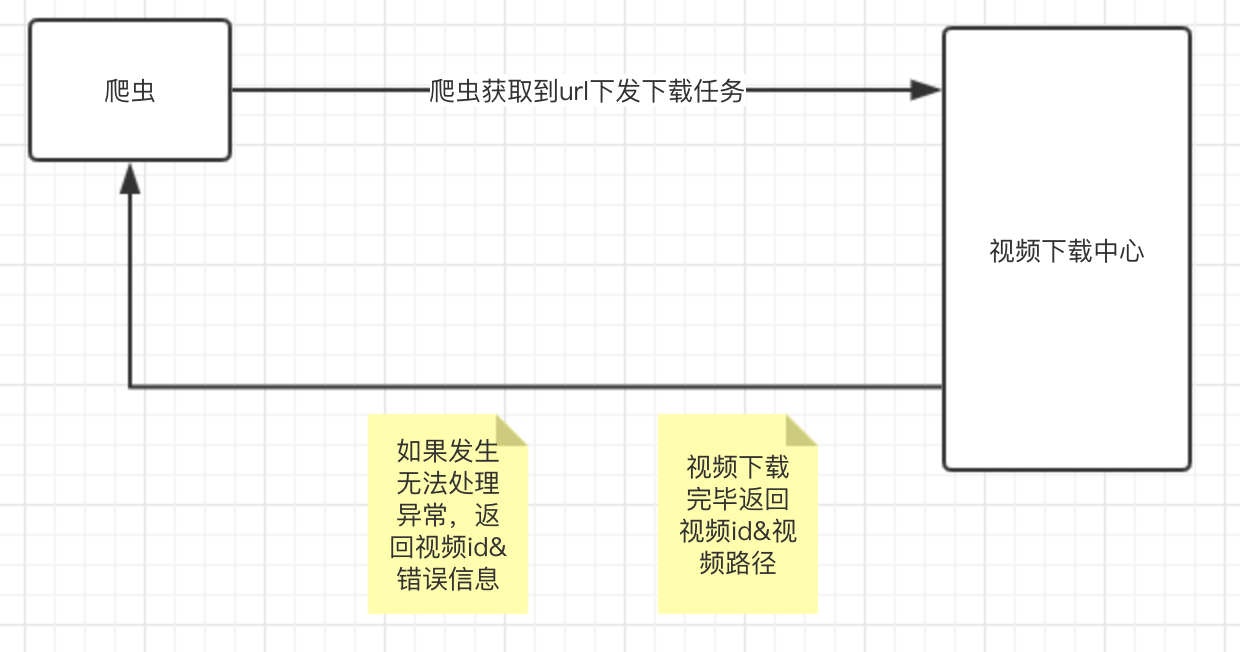 爬虫
爬虫获取到url下发下载任务
视频下载中心
如果发生
无法处理
异常，返
回视频id&
错误信息
视频下载
完毕返回
视频id&视
频路径